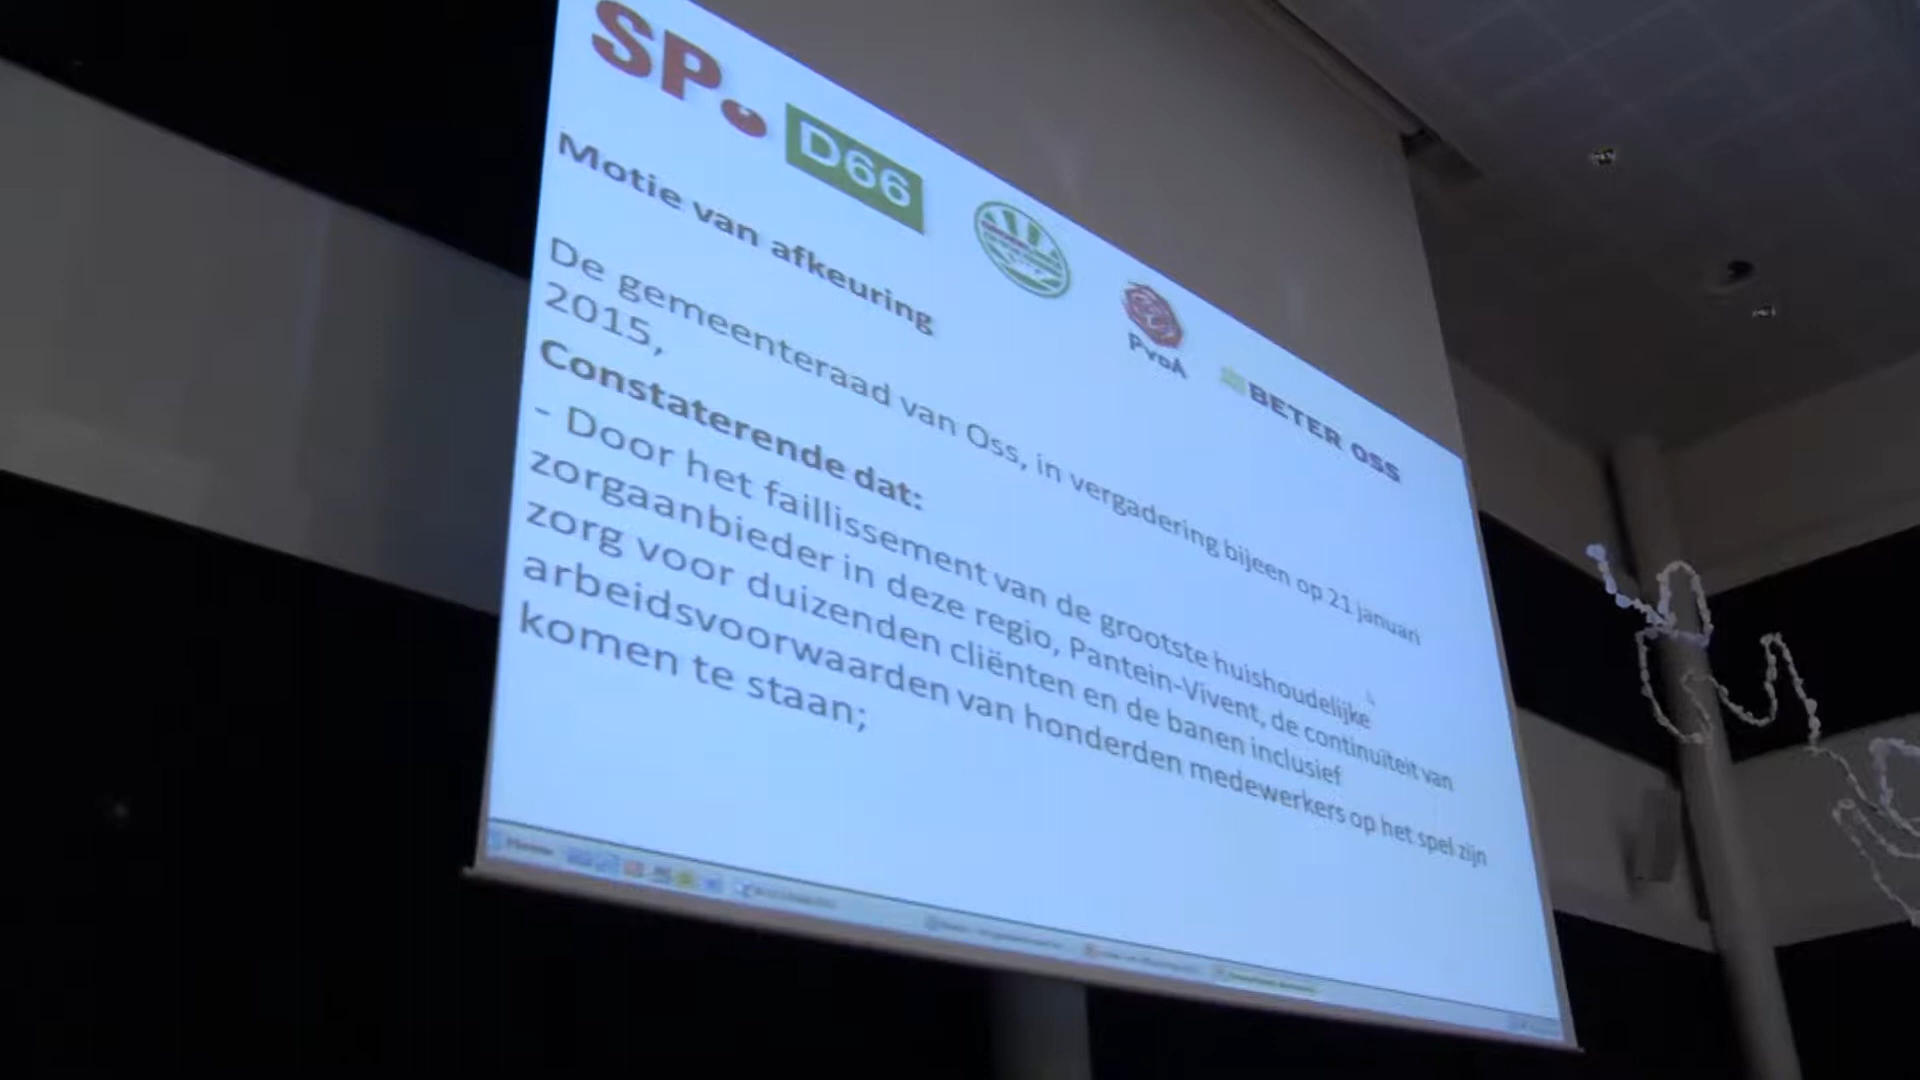 SP.
D66
PvdA
BETER OSS
Motie van afkeuring
De gemeenteraad van Oss, in vergadering bijeen op 21 januari
2015,
Constaterende dat:
- Door het faillissement van de grootste huishoudelijke
zorgaanbieder in deze regio, Pantein-Vivent, de continuïteit van
zorg voor duizenden cliënten en de banen inclusief
arbeidsvoorwaarden van honderden medewerkers op het spel zijn
komen te staan;